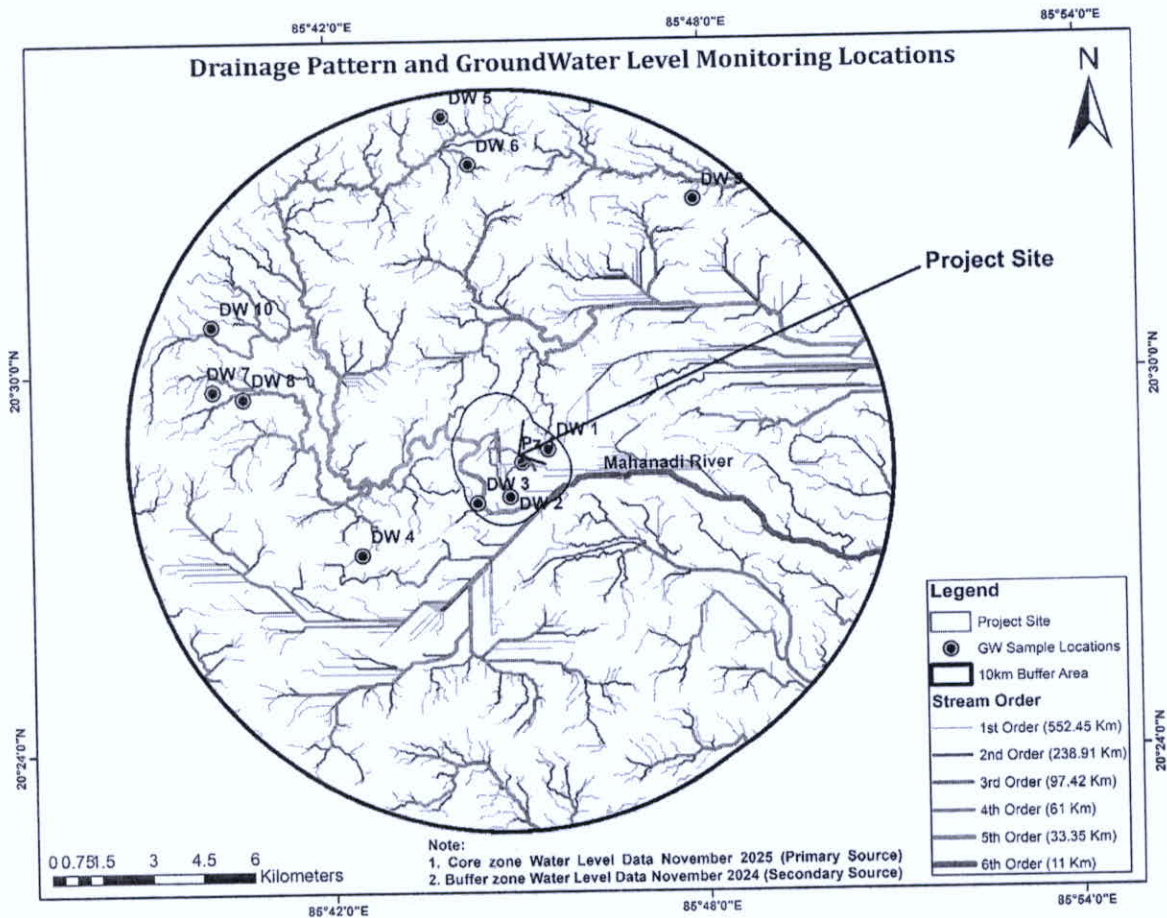 85°42'0"E
85°48'0"E
85°54'0"E
Drainage Pattern and GroundWater Level Monitoring Locations
N
DW 5
DW 6
DW 9
Project Site
DW 10
20°30'0"N
20°30'0"N
DW 7
DW 8
DW 1
Pz
Mahanadi River
DW 3
DW 2
DW 4
Legend
Project Site
GW Sample Locations
10km Buffer Area
Stream Order
1st Order (552.45 Km)
2nd Order (238.91 Km)
3rd Order (97.42 Km)
4th Order (61 Km)
5th Order (33.35 Km)
6th Order (11 Km)
20°24'0"N
20°24'0"N
Note:
1. Core zone Water Level Data November 2025 (Primary Source)
2. Buffer zone Water Level Data November 2024 (Secondary Source)
0 0.75 1.5 3 4.5 6
Kilometers
85°42'0"E
85°48'0"E
85°54'0"E